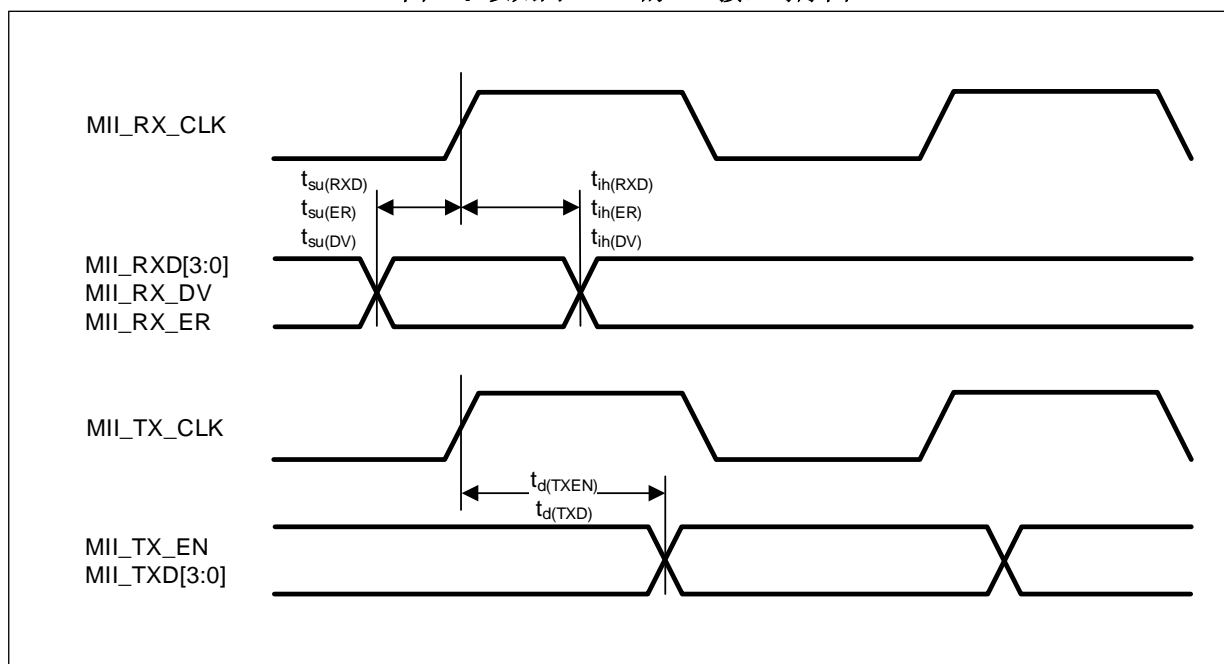 MII_RX_CLK
tsu(RXD)
tsu(ER)
tsu(DV)
tih(RXD)
tih(ER)
tih(DV)
MII_RXD[3:0]
MII_RX_DV
MII_RX_ER
MII_TX_CLK
td(TXEN)
td(TXD)
MII_TX_EN
MII_TXD[3:0]